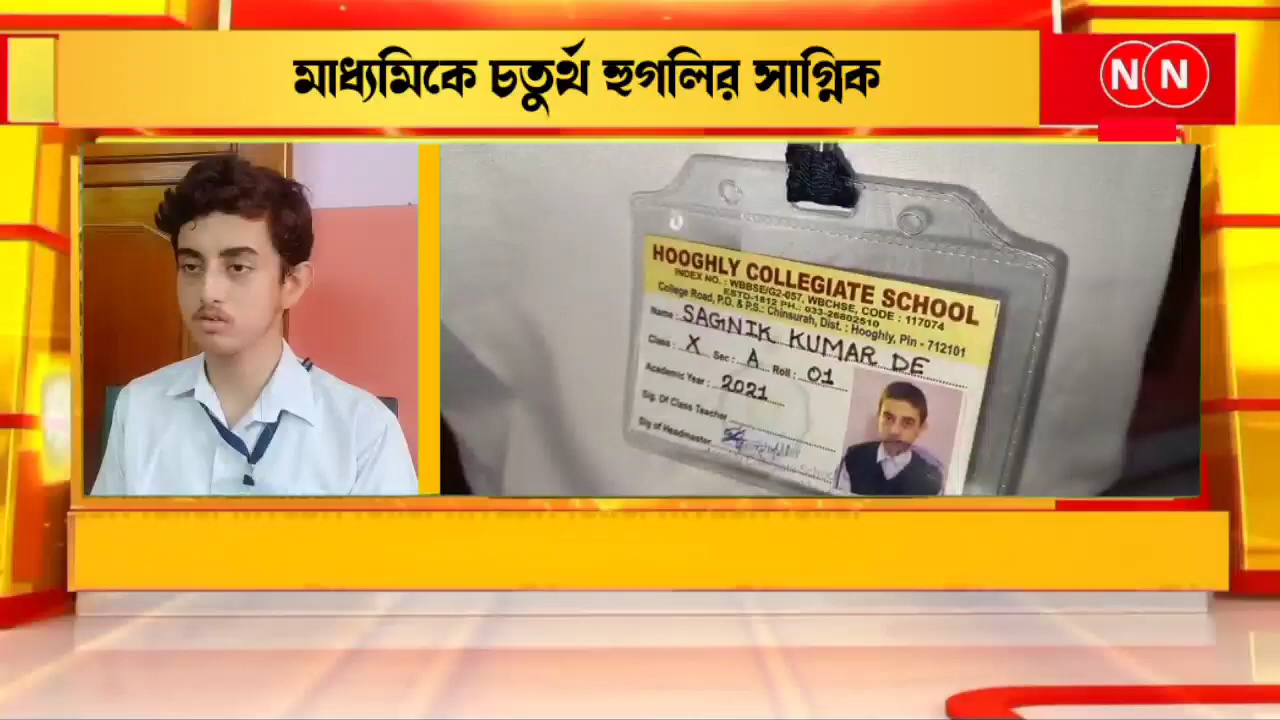 মাধ্যমিকে চতুর্থ হুগলির সাগ্নিক
NN
HOOGHLY COLLEGIATE SCHOOL
INDEX NO. : WBBSE/G2-057, WBCHSE, CODE : 117074
ESTD-1812 PH.: 033-26802510
College Road, P.O. & P.S.: Chinsurah, Dist. : Hooghly, Pin - 712101
Name : SAGNIK KUMAR DE
Class : X Sec : A Roll : 01
Academic Year : 2021
Sig. Of Class Teacher
Sig of Headmaster